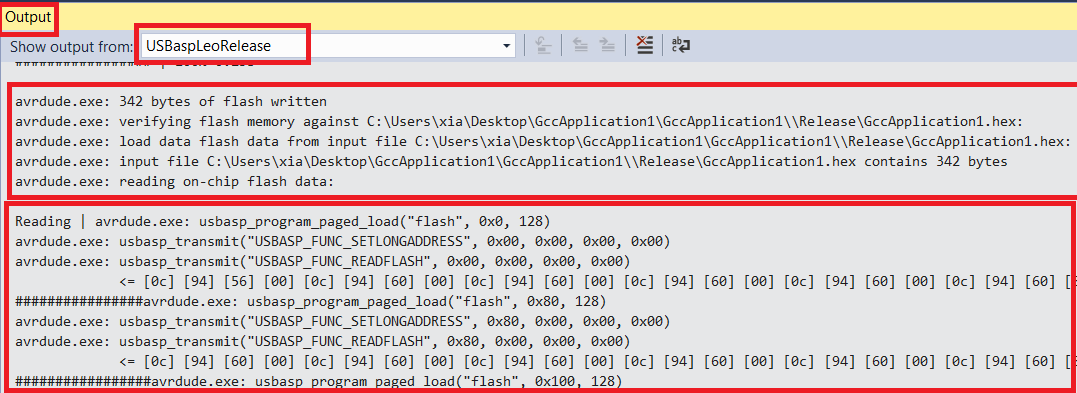 Output
Show output from: USBaspLeoRelease
avrdude.exe: 342 bytes of flash written
avrdude.exe: verifying flash memory against C:\Users\xia\Desktop\GccApplication1\GccApplication1\\Release\GccApplication1.hex:
avrdude.exe: load data flash data from input file C:\Users\xia\Desktop\GccApplication1\GccApplication1\\Release\GccApplication1.hex:
avrdude.exe: input file C:\Users\xia\Desktop\GccApplication1\GccApplication1\\Release\GccApplication1.hex contains 342 bytes
avrdude.exe: reading on-chip flash data:
Reading | avrdude.exe: usbasp_program_paged_load("flash", 0x0, 128)
avrdude.exe: usbasp_transmit("USBASP_FUNC_SETLONGADDRESS", 0x00, 0x00, 0x00, 0x00)
avrdude.exe: usbasp_transmit("USBASP_FUNC_READFLASH", 0x00, 0x00, 0x00, 0x00)
<= [0c] [94] [56] [00] [0c] [94] [60] [00] [0c] [94] [60] [00] [0c] [94] [60] [00] [0c] [94] [60] [00] [0c] [94] [60]
################avrdude.exe: usbasp_program_paged_load("flash", 0x80, 128)
avrdude.exe: usbasp_transmit("USBASP_FUNC_SETLONGADDRESS", 0x80, 0x00, 0x00, 0x00)
avrdude.exe: usbasp_transmit("USBASP_FUNC_READFLASH", 0x80, 0x00, 0x00, 0x00)
<= [0c] [94] [60] [00] [0c] [94] [60] [00] [0c] [94] [60] [00] [0c] [94] [60] [00] [0c] [94] [60] [00] [0c] [94] [60]
#################avrdude.exe: usbasp_program_paged_load("flash", 0x100, 128)